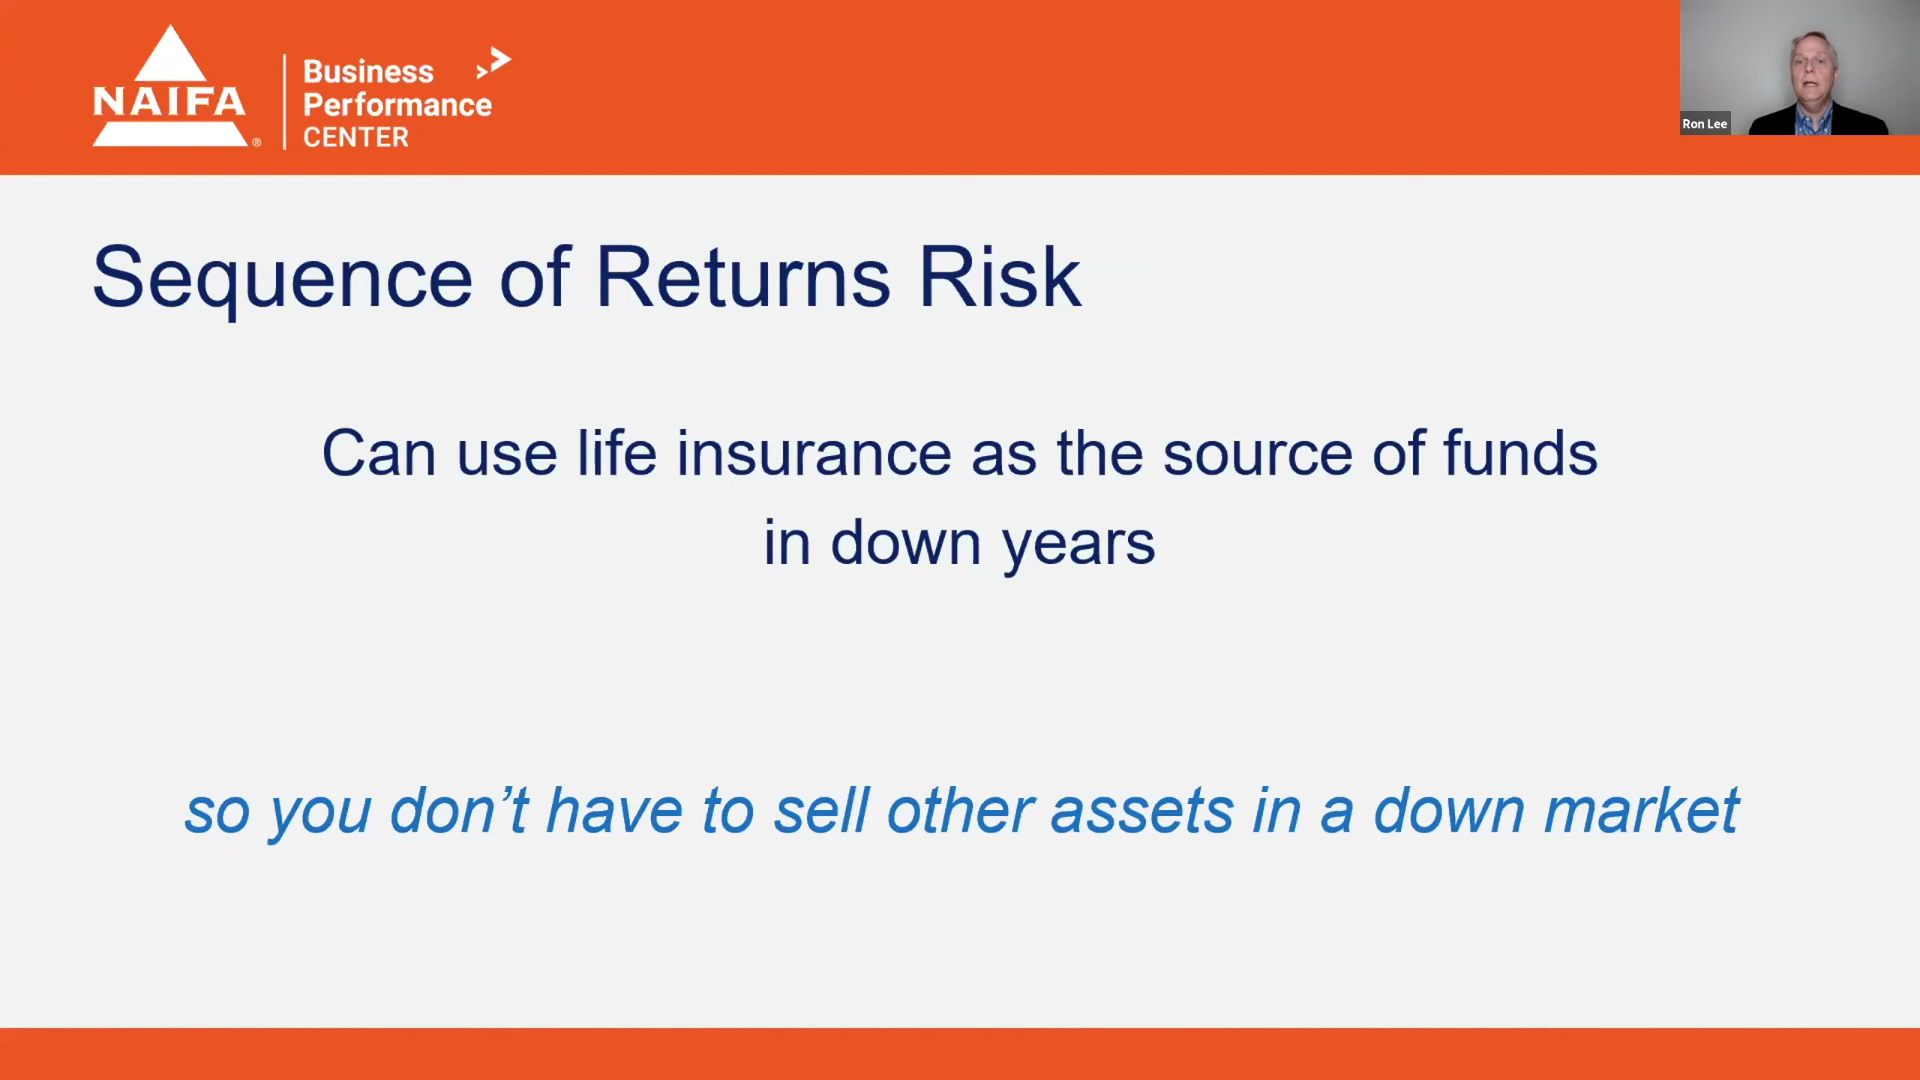 NAIFA®
Business
Performance
CENTER
Ron Lee
Sequence of Returns Risk
Can use life insurance as the source of funds
in down years
so you don’t have to sell other assets in a down market